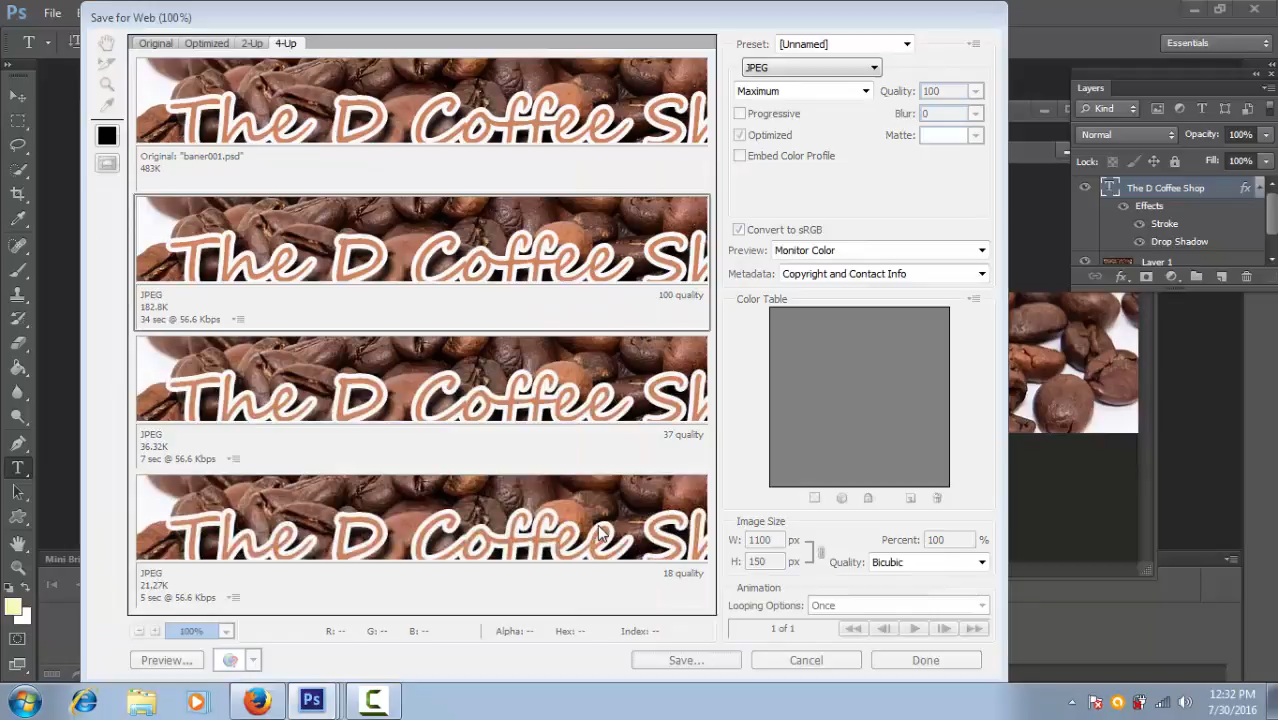 Ps File
Save for Web (100%)
T
Essentials
Original Optimized 2-Up 4-Up
Preset: [Unnamed]
JPEG
Maximum Quality: 100
Progressive Blur: 0
Optimized Matte:
Embed Color Profile
Convert to sRGB
Preview: Monitor Color
Metadata: Copyright and Contact Info
Color Table
Image Size
W: 1100 px Percent: 100 %
H: 150 px Quality: Bicubic
Animation
Looping Options: Once
1 of 1
The D Coffee Sh
Original: "baner001.psd"
483K
The D Coffee Sh
JPEG 100 quality
182.8K
34 sec @ 56.6 Kbps
The D Coffee Sh
JPEG 37 quality
36.32K
7 sec @ 56.6 Kbps
The D Coffee Sh
JPEG 18 quality
21.27K
5 sec @ 56.6 Kbps
100% R: -- G: -- B: -- Alpha: -- Hex: -- Index: --
Preview... Save... Cancel Done
Layers
Kind
Normal Opacity: 100%
Lock: Fill: 100%
The D Coffee Shop fx
Effects
Stroke
Drop Shadow
Layer 1
Mini Br
12:32 PM
7/30/2016